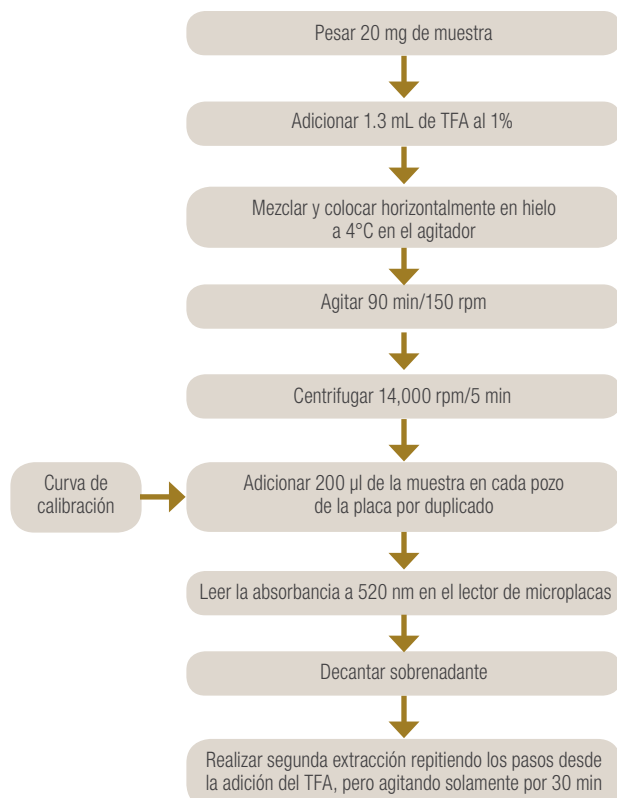 Pesar 20 mg de muestra
Adicionar 1.3 mL de TFA al 1%
Mezclar y colocar horizontalmente en hielo
a 4°C en el agitador
Agitar 90 min/150 rpm
Centrifugar 14,000 rpm/5 min
Curva de
calibración
Adicionar 200 µl de la muestra en cada pozo
de la placa por duplicado
Leer la absorbancia a 520 nm en el lector de microplacas
Decantar sobrenadante
Realizar segunda extracción repitiendo los pasos desde
la adición del TFA, pero agitando solamente por 30 min